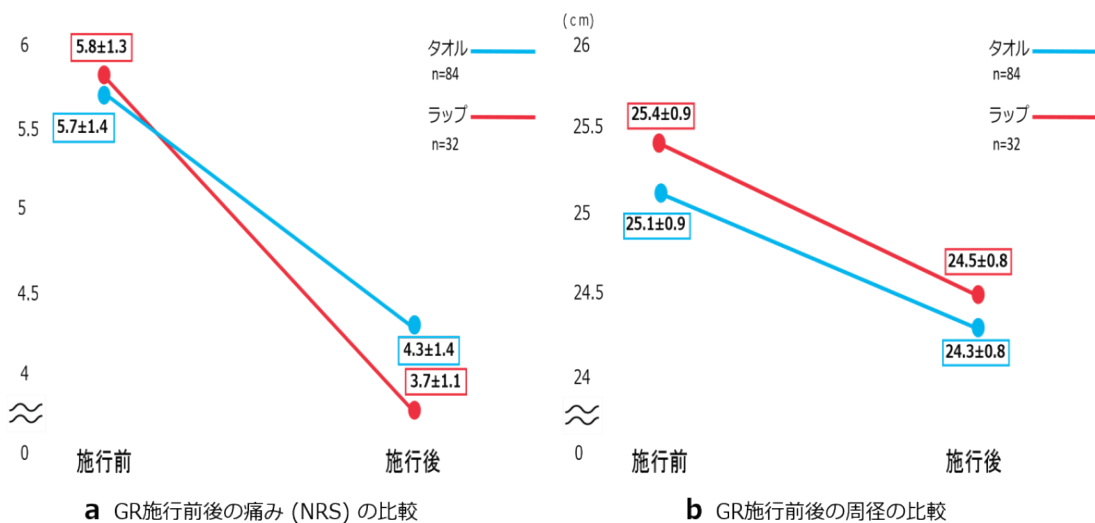 6
5.5
5
4.5
4
0
5.8±1.3
5.7±1.4
タオル
n=84
ラップ
n=32
4.3±1.4
3.7±1.1
施行前
施行後
a GR施行前後の痛み (NRS) の比較
(cm)
26
25.5
25
24.5
24
0
25.4±0.9
25.1±0.9
タオル
n=84
ラップ
n=32
24.5±0.8
24.3±0.8
施行前
施行後
b GR施行前後の周径の比較